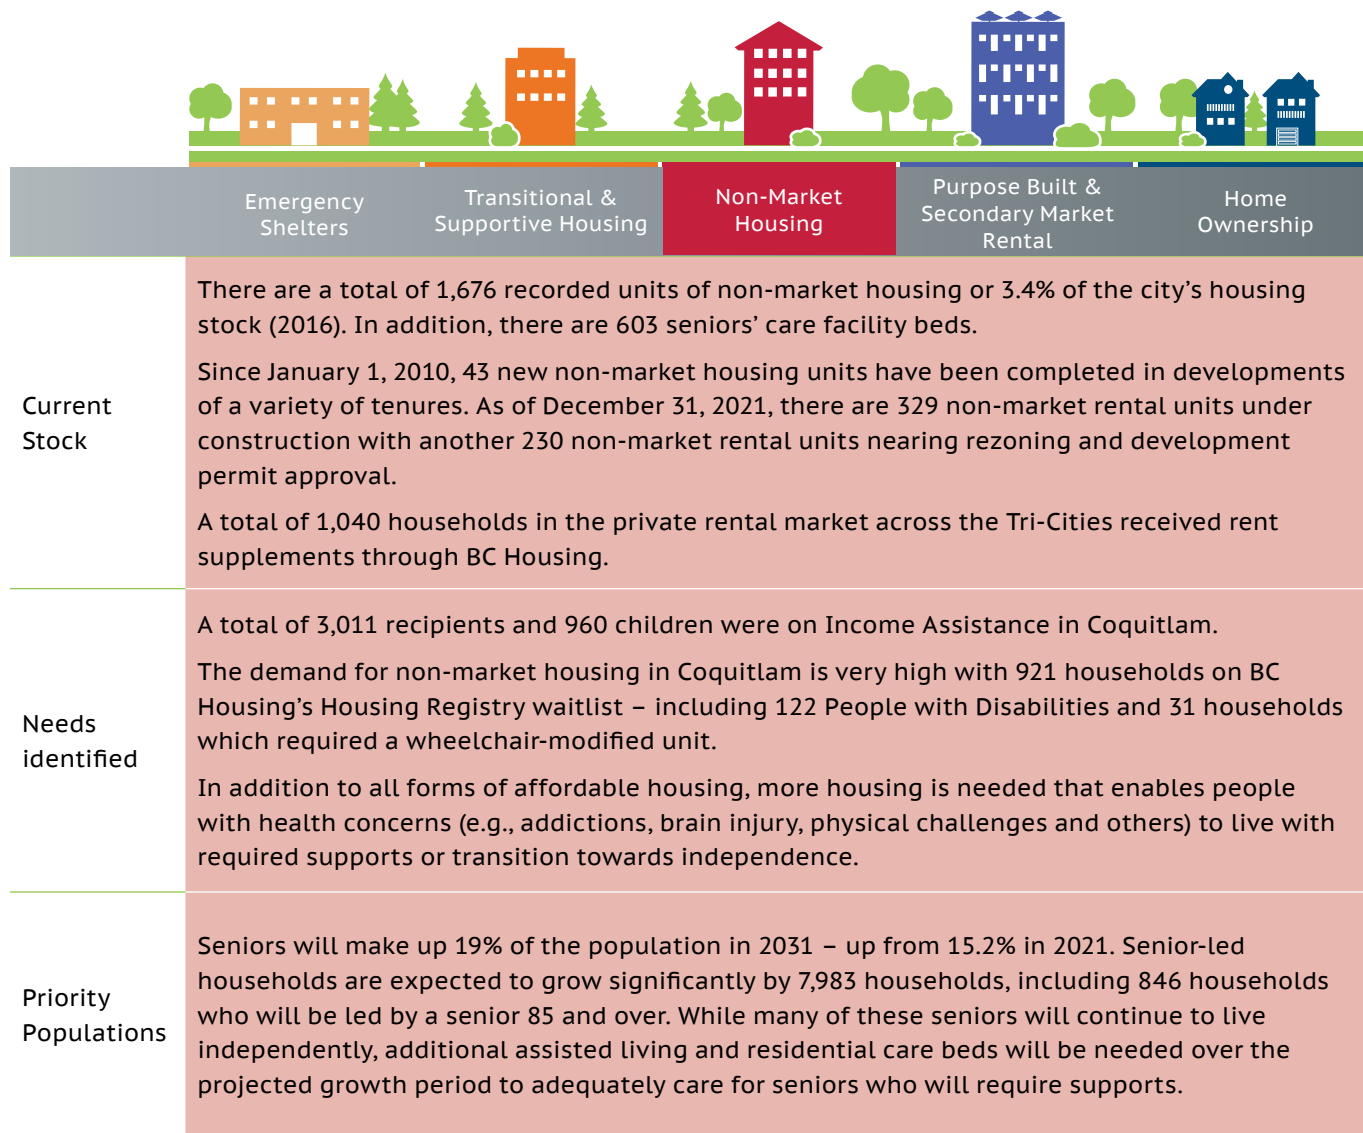 Emergency
Shelters
Transitional &
Supportive Housing
Non-Market
Housing
Purpose Built &
Secondary Market
Rental
Home
Ownership
Current
Stock
There are a total of 1,676 recorded units of non-market housing or 3.4% of the city’s housing
stock (2016). In addition, there are 603 seniors’ care facility beds.
Since January 1, 2010, 43 new non-market housing units have been completed in developments
of a variety of tenures. As of December 31, 2021, there are 329 non-market rental units under
construction with another 230 non-market rental units nearing rezoning and development
permit approval.
A total of 1,040 households in the private rental market across the Tri-Cities received rent
supplements through BC Housing.
Needs
identified
A total of 3,011 recipients and 960 children were on Income Assistance in Coquitlam.
The demand for non-market housing in Coquitlam is very high with 921 households on BC
Housing’s Housing Registry waitlist – including 122 People with Disabilities and 31 households
which required a wheelchair-modified unit.
In addition to all forms of affordable housing, more housing is needed that enables people
with health concerns (e.g., addictions, brain injury, physical challenges and others) to live with
required supports or transition towards independence.
Priority
Populations
Seniors will make up 19% of the population in 2031 – up from 15.2% in 2021. Senior-led
households are expected to grow significantly by 7,983 households, including 846 households
who will be led by a senior 85 and over. While many of these seniors will continue to live
independently, additional assisted living and residential care beds will be needed over the
projected growth period to adequately care for seniors who will require supports.